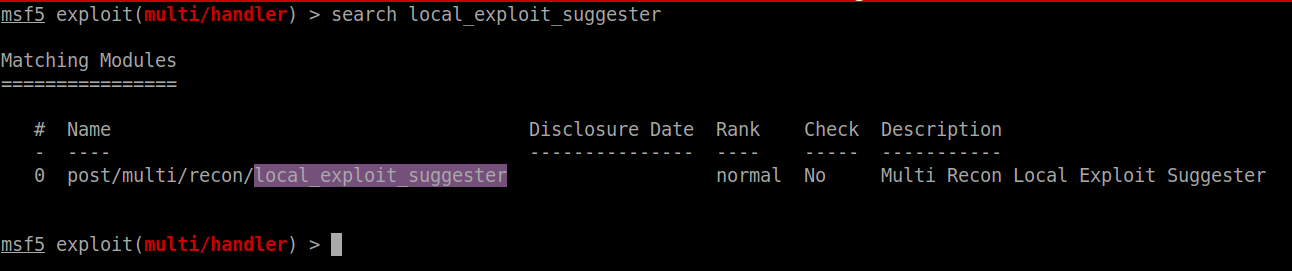 msf5 exploit(multi/handler) > search local_exploit_suggester
Matching Modules
================
#  Name                                      Disclosure Date  Rank    Check  Description
-  ----                                      ---------------  ----    -----  -----------
0  post/multi/recon/local_exploit_suggester                   normal  No     Multi Recon Local Exploit Suggester
msf5 exploit(multi/handler) >